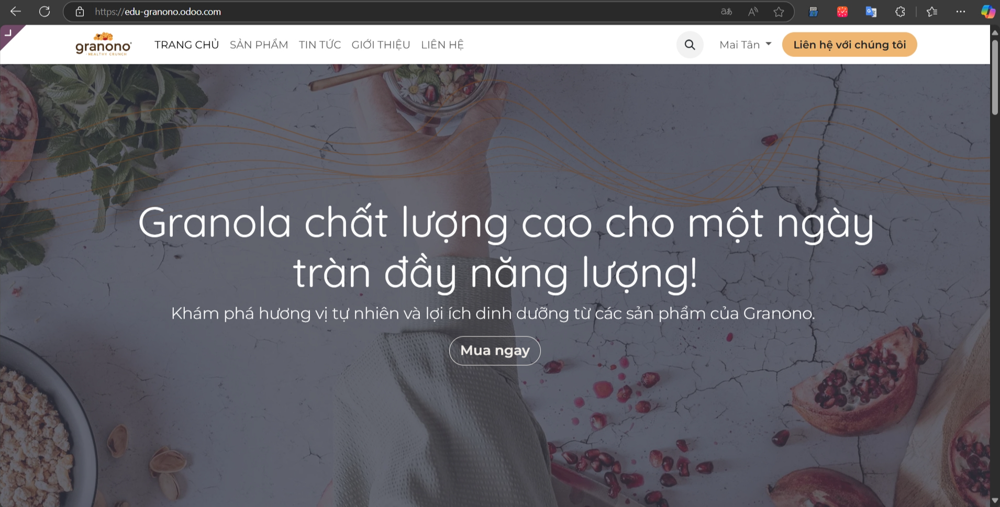 https://edu-granono.odoo.com
granono
HEALTHY CRUNCH
TRANG CHỦ
SẢN PHẨM
TIN TỨC
GIỚI THIỆU
LIÊN HỆ
Mai Tân
Liên hệ với chúng tôi
Granola chất lượng cao cho một ngày
tràn đầy năng lượng!
Khám phá hương vị tự nhiên và lợi ích dinh dưỡng từ các sản phẩm của Granono.
Mua ngay